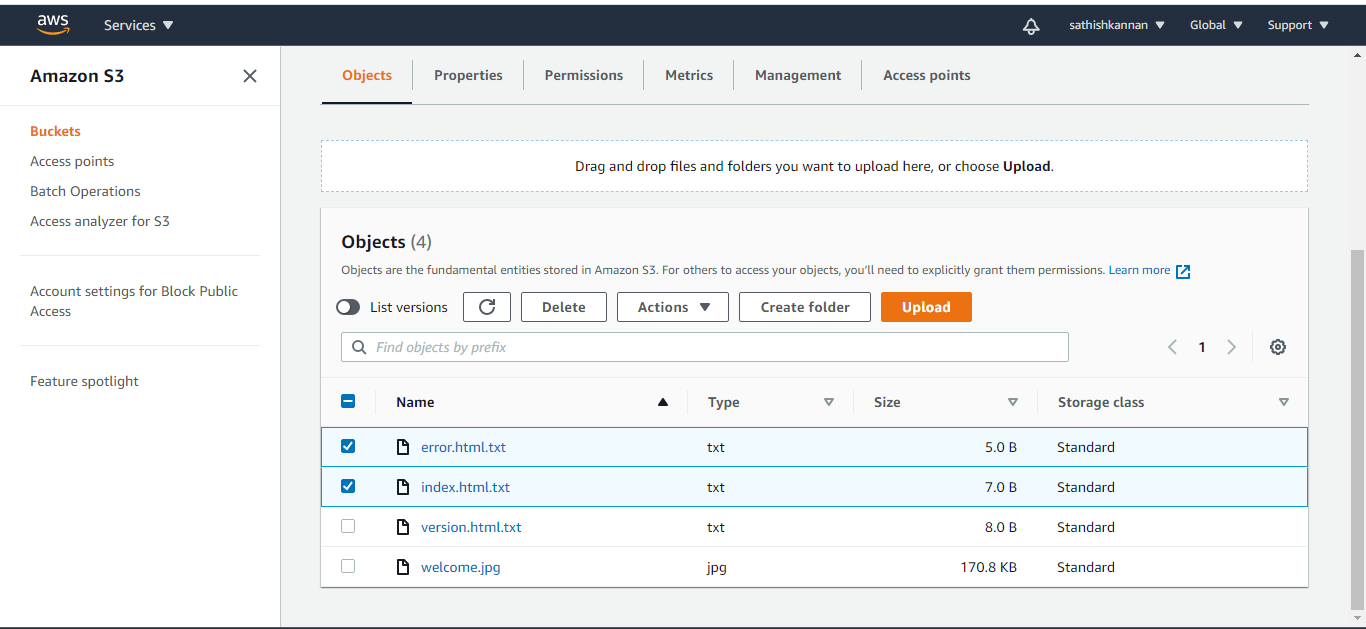 aws Services sathishkannan Global Support
Amazon S3
Buckets
Access points
Batch Operations
Access analyzer for S3
Account settings for Block Public
Access
Feature spotlight
Objects Properties Permissions Metrics Management Access points
Drag and drop files and folders you want to upload here, or choose Upload.
Objects (4)
Objects are the fundamental entities stored in Amazon S3. For others to access your objects, you'll need to explicitly grant them permissions. Learn more
List versions Delete Actions Create folder Upload
Find objects by prefix 1
Name Type Size Storage class
error.html.txt txt 5.0 B Standard
index.html.txt txt 7.0 B Standard
version.html.txt txt 8.0 B Standard
welcome.jpg jpg 170.8 KB Standard